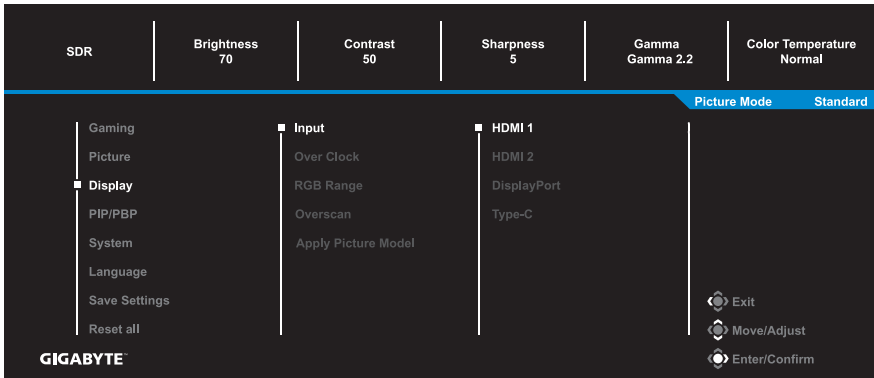 SDR
Brightness
70
Contrast
50
Sharpness
5
Gamma
Gamma 2.2
Color Temperature
Normal
Picture Mode Standard
Gaming
Picture
Display
PIP/PBP
System
Language
Save Settings
Reset all
Input
Over Clock
RGB Range
Overscan
Apply Picture Model
HDMI 1
HDMI 2
DisplayPort
Type-C
Exit
Move/Adjust
Enter/Confirm
GIGABYTE™